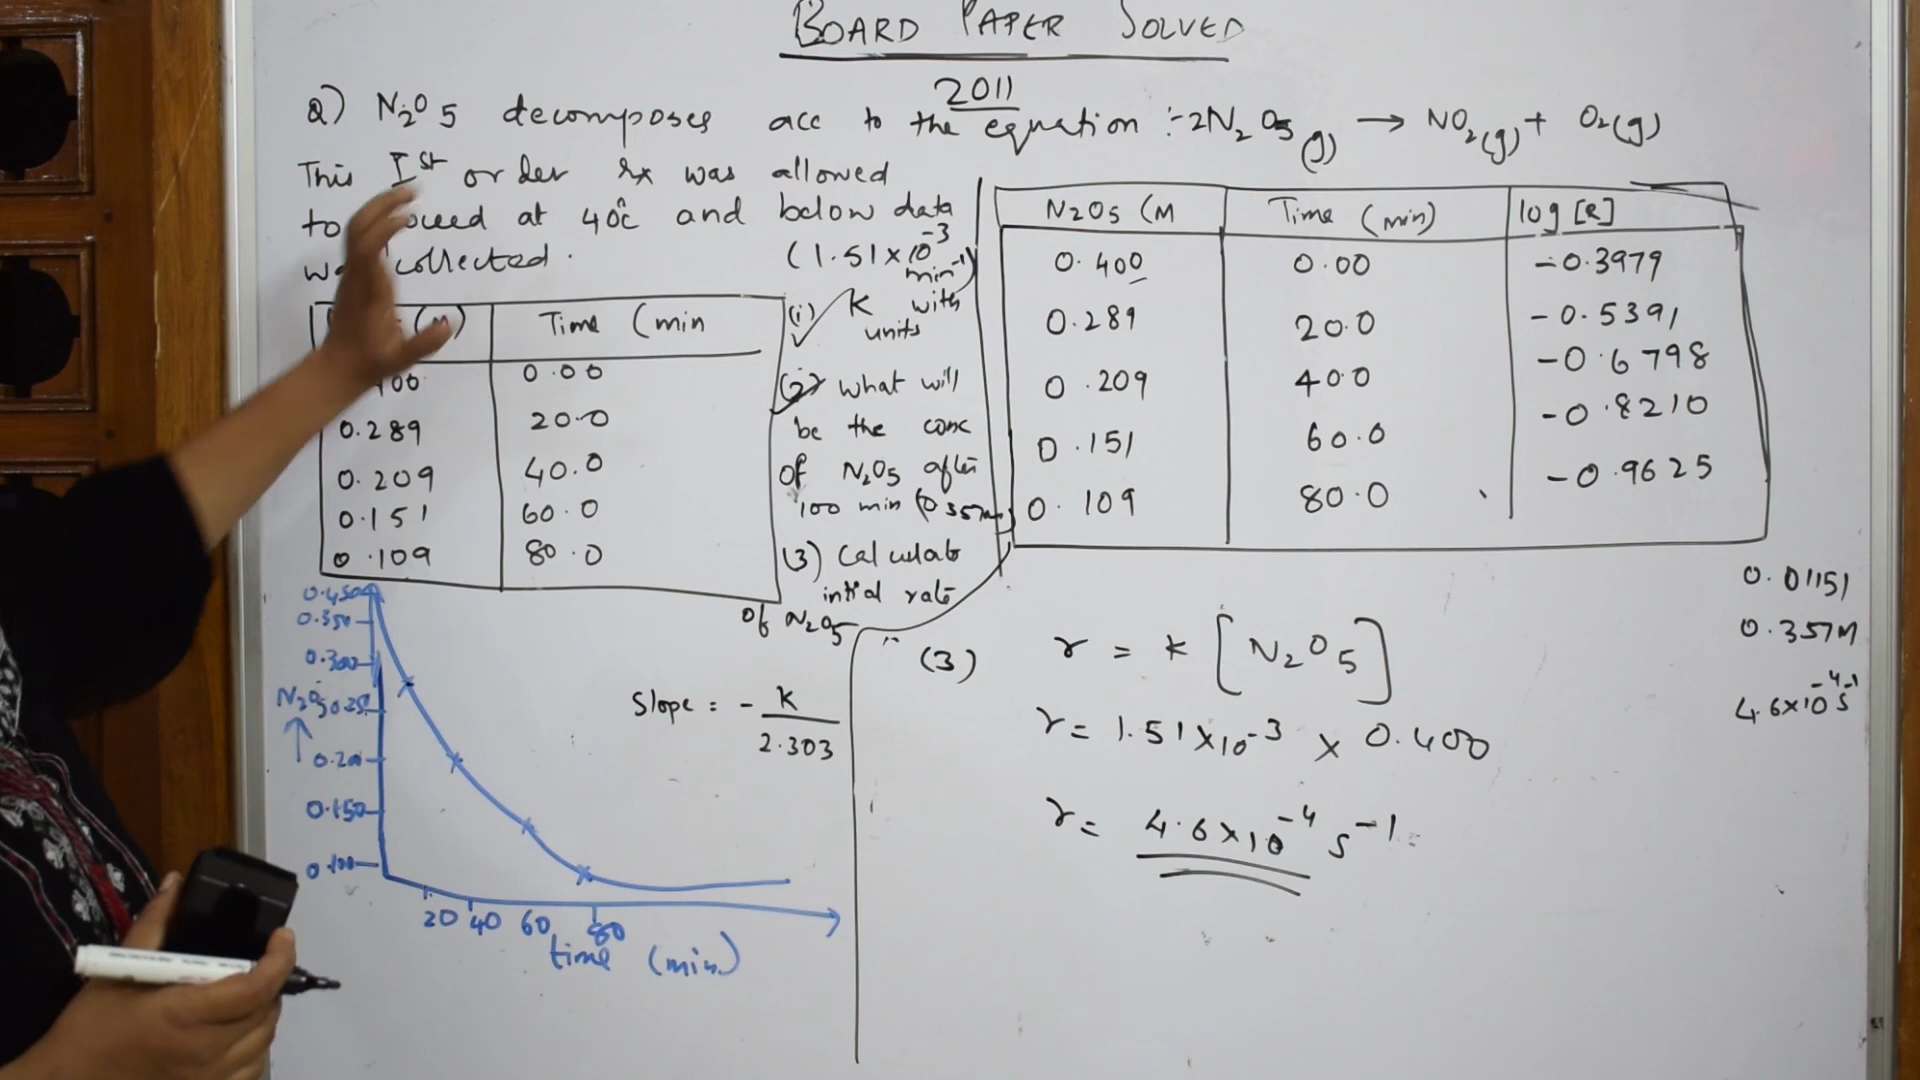 BOARD PAPER SOLVED
2011
Q) N2O5 decomposes acc to the equation :- 2N2O5(g) → NO2(g) + O2(g)
This Ist order rx was allowed
to at 40°c and below data
collected.
(M) Time (min
400 0.00
0.289 20.0
0.209 40.0
0.151 60.0
0.109 80.0
(1.51×10-3 min-1)
(i) K with
units
(2) what will
be the conc
of N2O5 after
100 min (0.357M)
(3) Calculate
intial rate
of N2O5
N2O5 (M Time (min) log [R]
0.400 0.00 -0.3979
0.289 20.0 -0.5391
0.209 40.0 -0.6798
0.151 60.0 -0.8210
0.109 80.0 -0.9625
0.450
0.350
0.300
0.150
0.100
20 40 60 80
time (min)
Slope = - K
2.303
(3) r = k [N2O5]
r = 1.51×10-3 × 0.400
r = 4.6×10-4 s-1
0.01151
0.357M
4.6×10-4 s-1